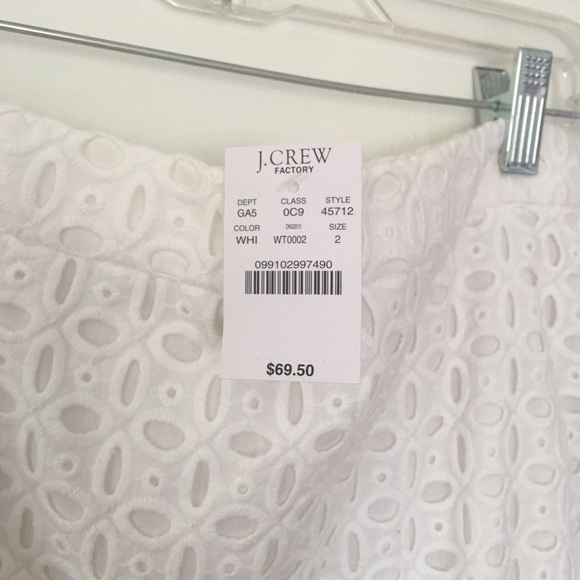 J.CREW
FACTORY
DEPT CLASS STYLE
GA5 0C9 45712
COLOR SIZE
WHI WT0002 2
099102997490
$69.50